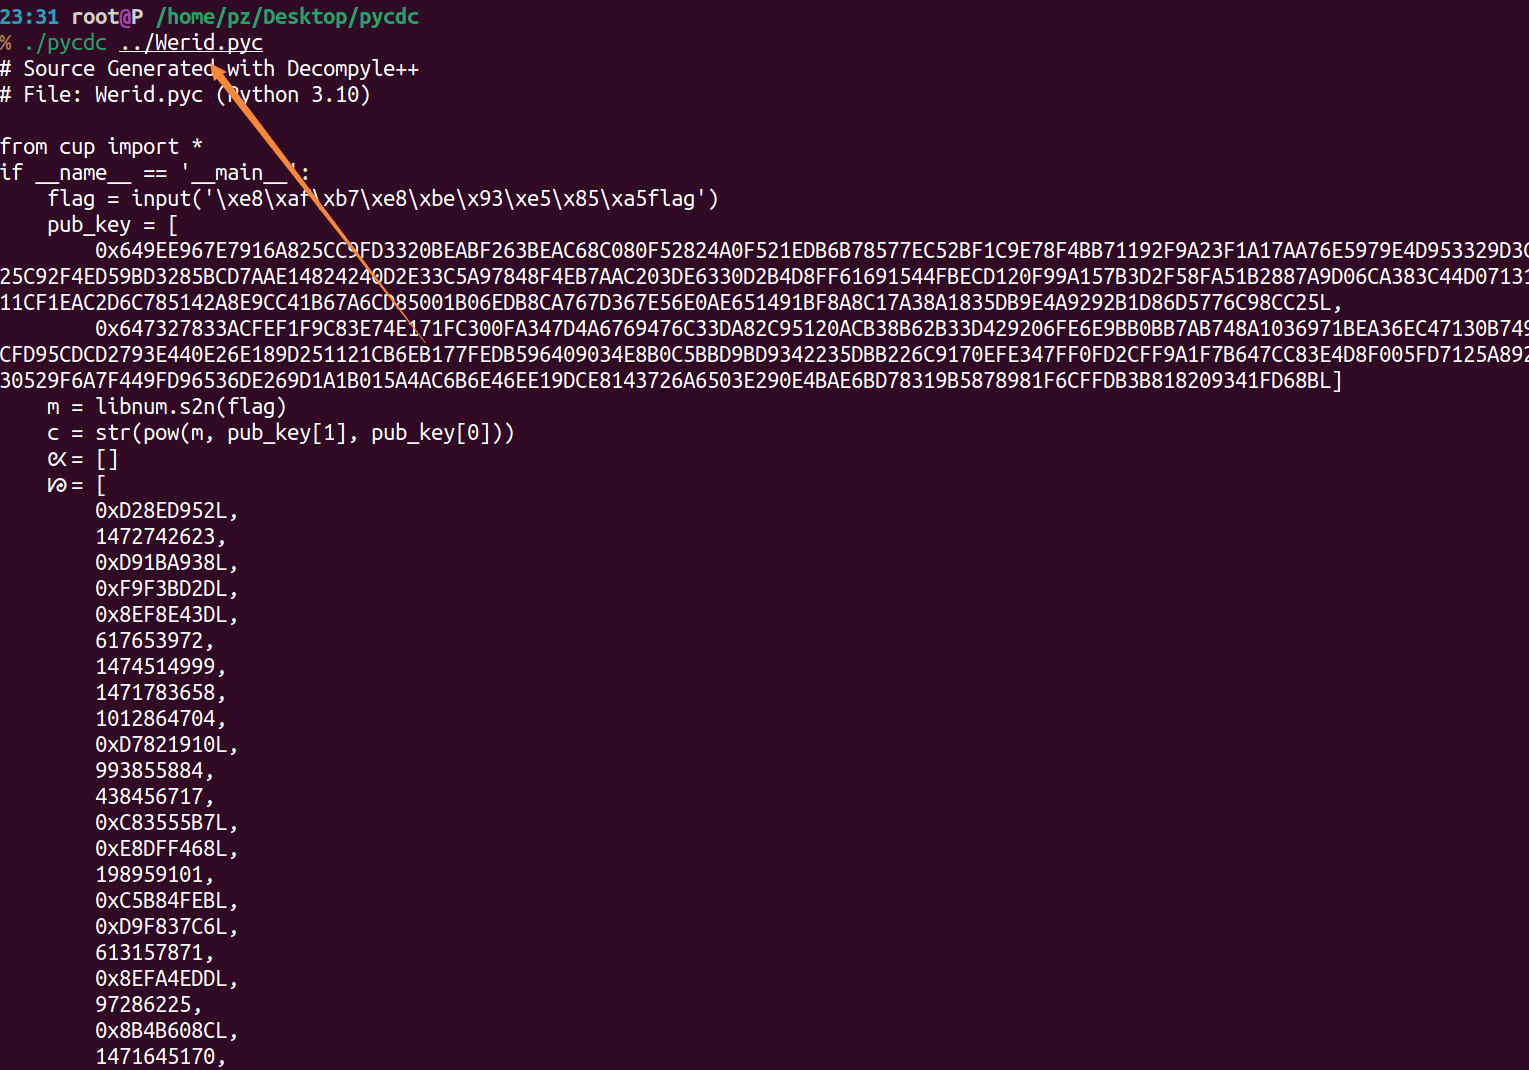 23:31 root@P /home/pz/Desktop/pycdc
% ./pycdc ../Werid.pyc
# Source Generated with Decompyle++
# File: Werid.pyc (Python 3.10)
from cup import *
if __name__ == '__main__':
flag = input('\xe8\xaf\xb7\xe8\xbe\x93\xe5\x85\xa5flag')
pub_key = [
0x649EE967E7916A825CC9FD3320BEABF263BEAC68C080F52824A0F521EDB6B78577EC52BF1C9E78F4BB71192F9A23F1A17AA76E5979E4D953329D3C
25C92F4ED59BD3285BCD7AAE14824240D2E33C5A97848F4EB7AAC203DE6330D2B4D8FF61691544FBECD120F99A157B3D2F58FA51B2887A9D06CA383C44D07131
11CF1EAC2D6C785142A8E9CC41B67A6CD85001B06EDB8CA767D367E56E0AE651491BF8A8C17A38A1835DB9E4A9292B1D86D5776C98CC25L,
0x647327833ACFEF1F9C83E74E171FC300FA347D4A6769476C33DA82C95120ACB38B62B33D429206FE6E9BB0BB7AB748A1036971BEA36EC47130B749
CFD95CDCD2793E440E26E189D251121CB6EB177FEDB596409034E8B0C5BBD9BD9342235DBB226C9170EFE347FF0FD2CFF9A1F7B647CC83E4D8F005FD7125A892
30529F6A7F449FD96536DE269D1A1B015A4AC6B6E46EE19DCE8143726A6503E290E4BAE6BD78319B5878981F6CFFDB3B818209341FD68BL]
m = libnum.s2n(flag)
c = str(pow(m, pub_key[1], pub_key[0]))
= []
= [
0xD28ED952L,
1472742623,
0xD91BA938L,
0xF9F3BD2DL,
0x8EF8E43DL,
617653972,
1474514999,
1471783658,
1012864704,
0xD7821910L,
993855884,
438456717,
0xC83555B7L,
0xE8DFF468L,
198959101,
0xC5B84FEBL,
0xD9F837C6L,
613157871,
0x8EFA4EDDL,
97286225,
0x8B4B608CL,
1471645170,